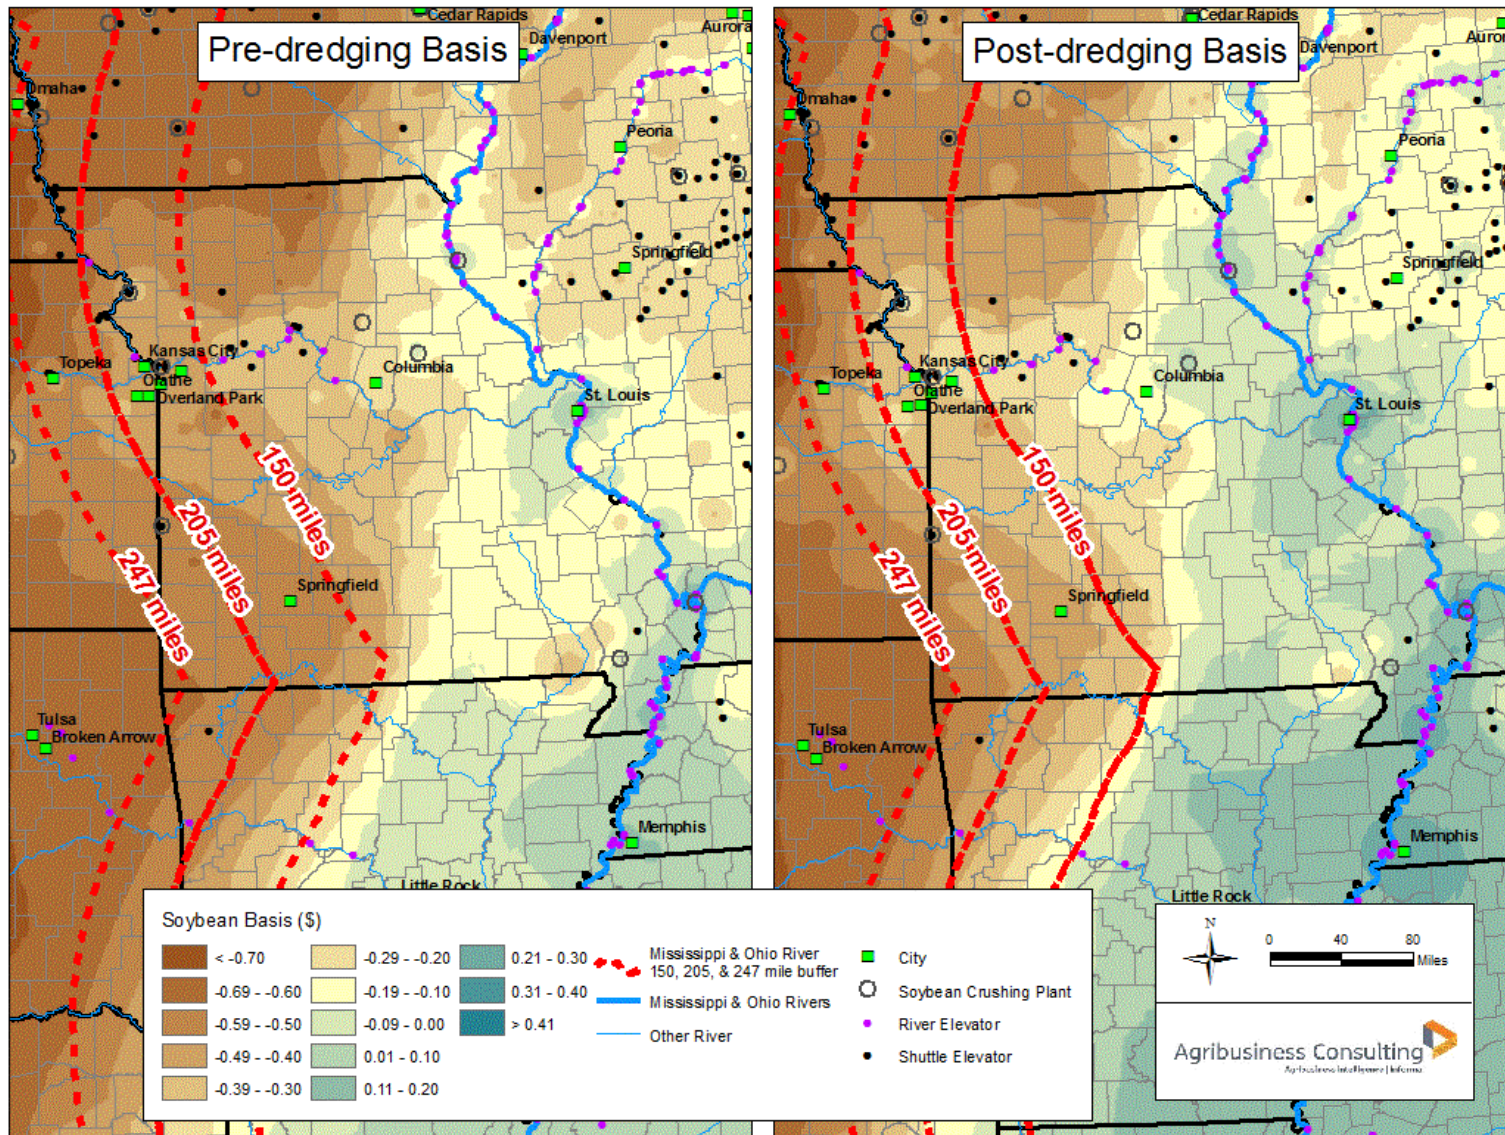 Pre-dredging Basis
Cedar Rapids
Davenport
Aurora
Omaha
Peoria
Springfield
Topeka
Kansas City
Olathe
Overland Park
Columbia
St. Louis
150 miles
205 miles
247 miles
Springfield
Tulsa
Broken Arrow
Memphis
Little Rock
Post-dredging Basis
Cedar Rapids
Davenport
Auror
Omaha
Peoria
Springfield
Topeka
Kansas City
Olathe
Overland Park
Columbia
St. Louis
150 miles
205 miles
247 miles
Springfield
Tulsa
Broken Arrow
Memphis
Little Rock
Soybean Basis ($)
< -0.70
-0.69 - -0.60
-0.59 - -0.50
-0.49 - -0.40
-0.39 - -0.30
-0.29 - -0.20
-0.19 - -0.10
-0.09 - 0.00
0.01 - 0.10
0.11 - 0.20
0.21 - 0.30
0.31 - 0.40
> 0.41
Mississippi & Ohio River
150, 205, & 247 mile buffer
Mississippi & Ohio Rivers
Other River
City
Soybean Crushing Plant
River Elevator
Shuttle Elevator
N
0 40 80
Miles
Agribusiness Consulting
Agribusiness Intelligence | Informa